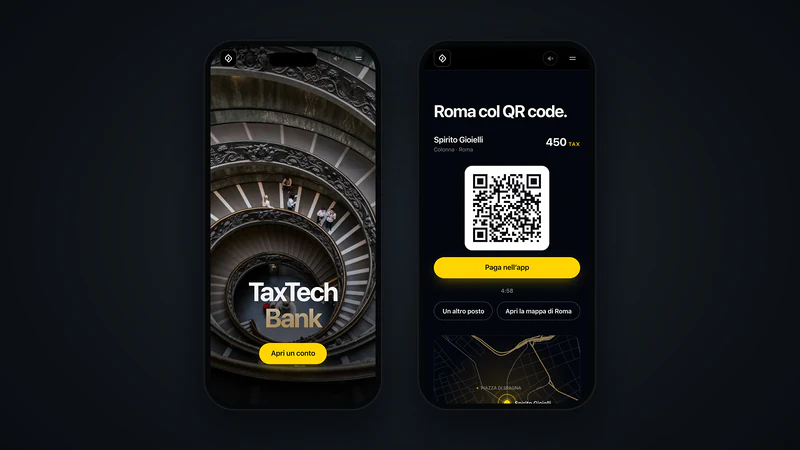 TaxTech
Bank
Apri un conto
Roma col QR code.
Spirito Gioielli
450 TAX
Colonna · Roma
Paga nell'app
4:58
Un altro posto
Apri la mappa di Roma
PIAZZA DI SPAGNA
Spirito Gioielli